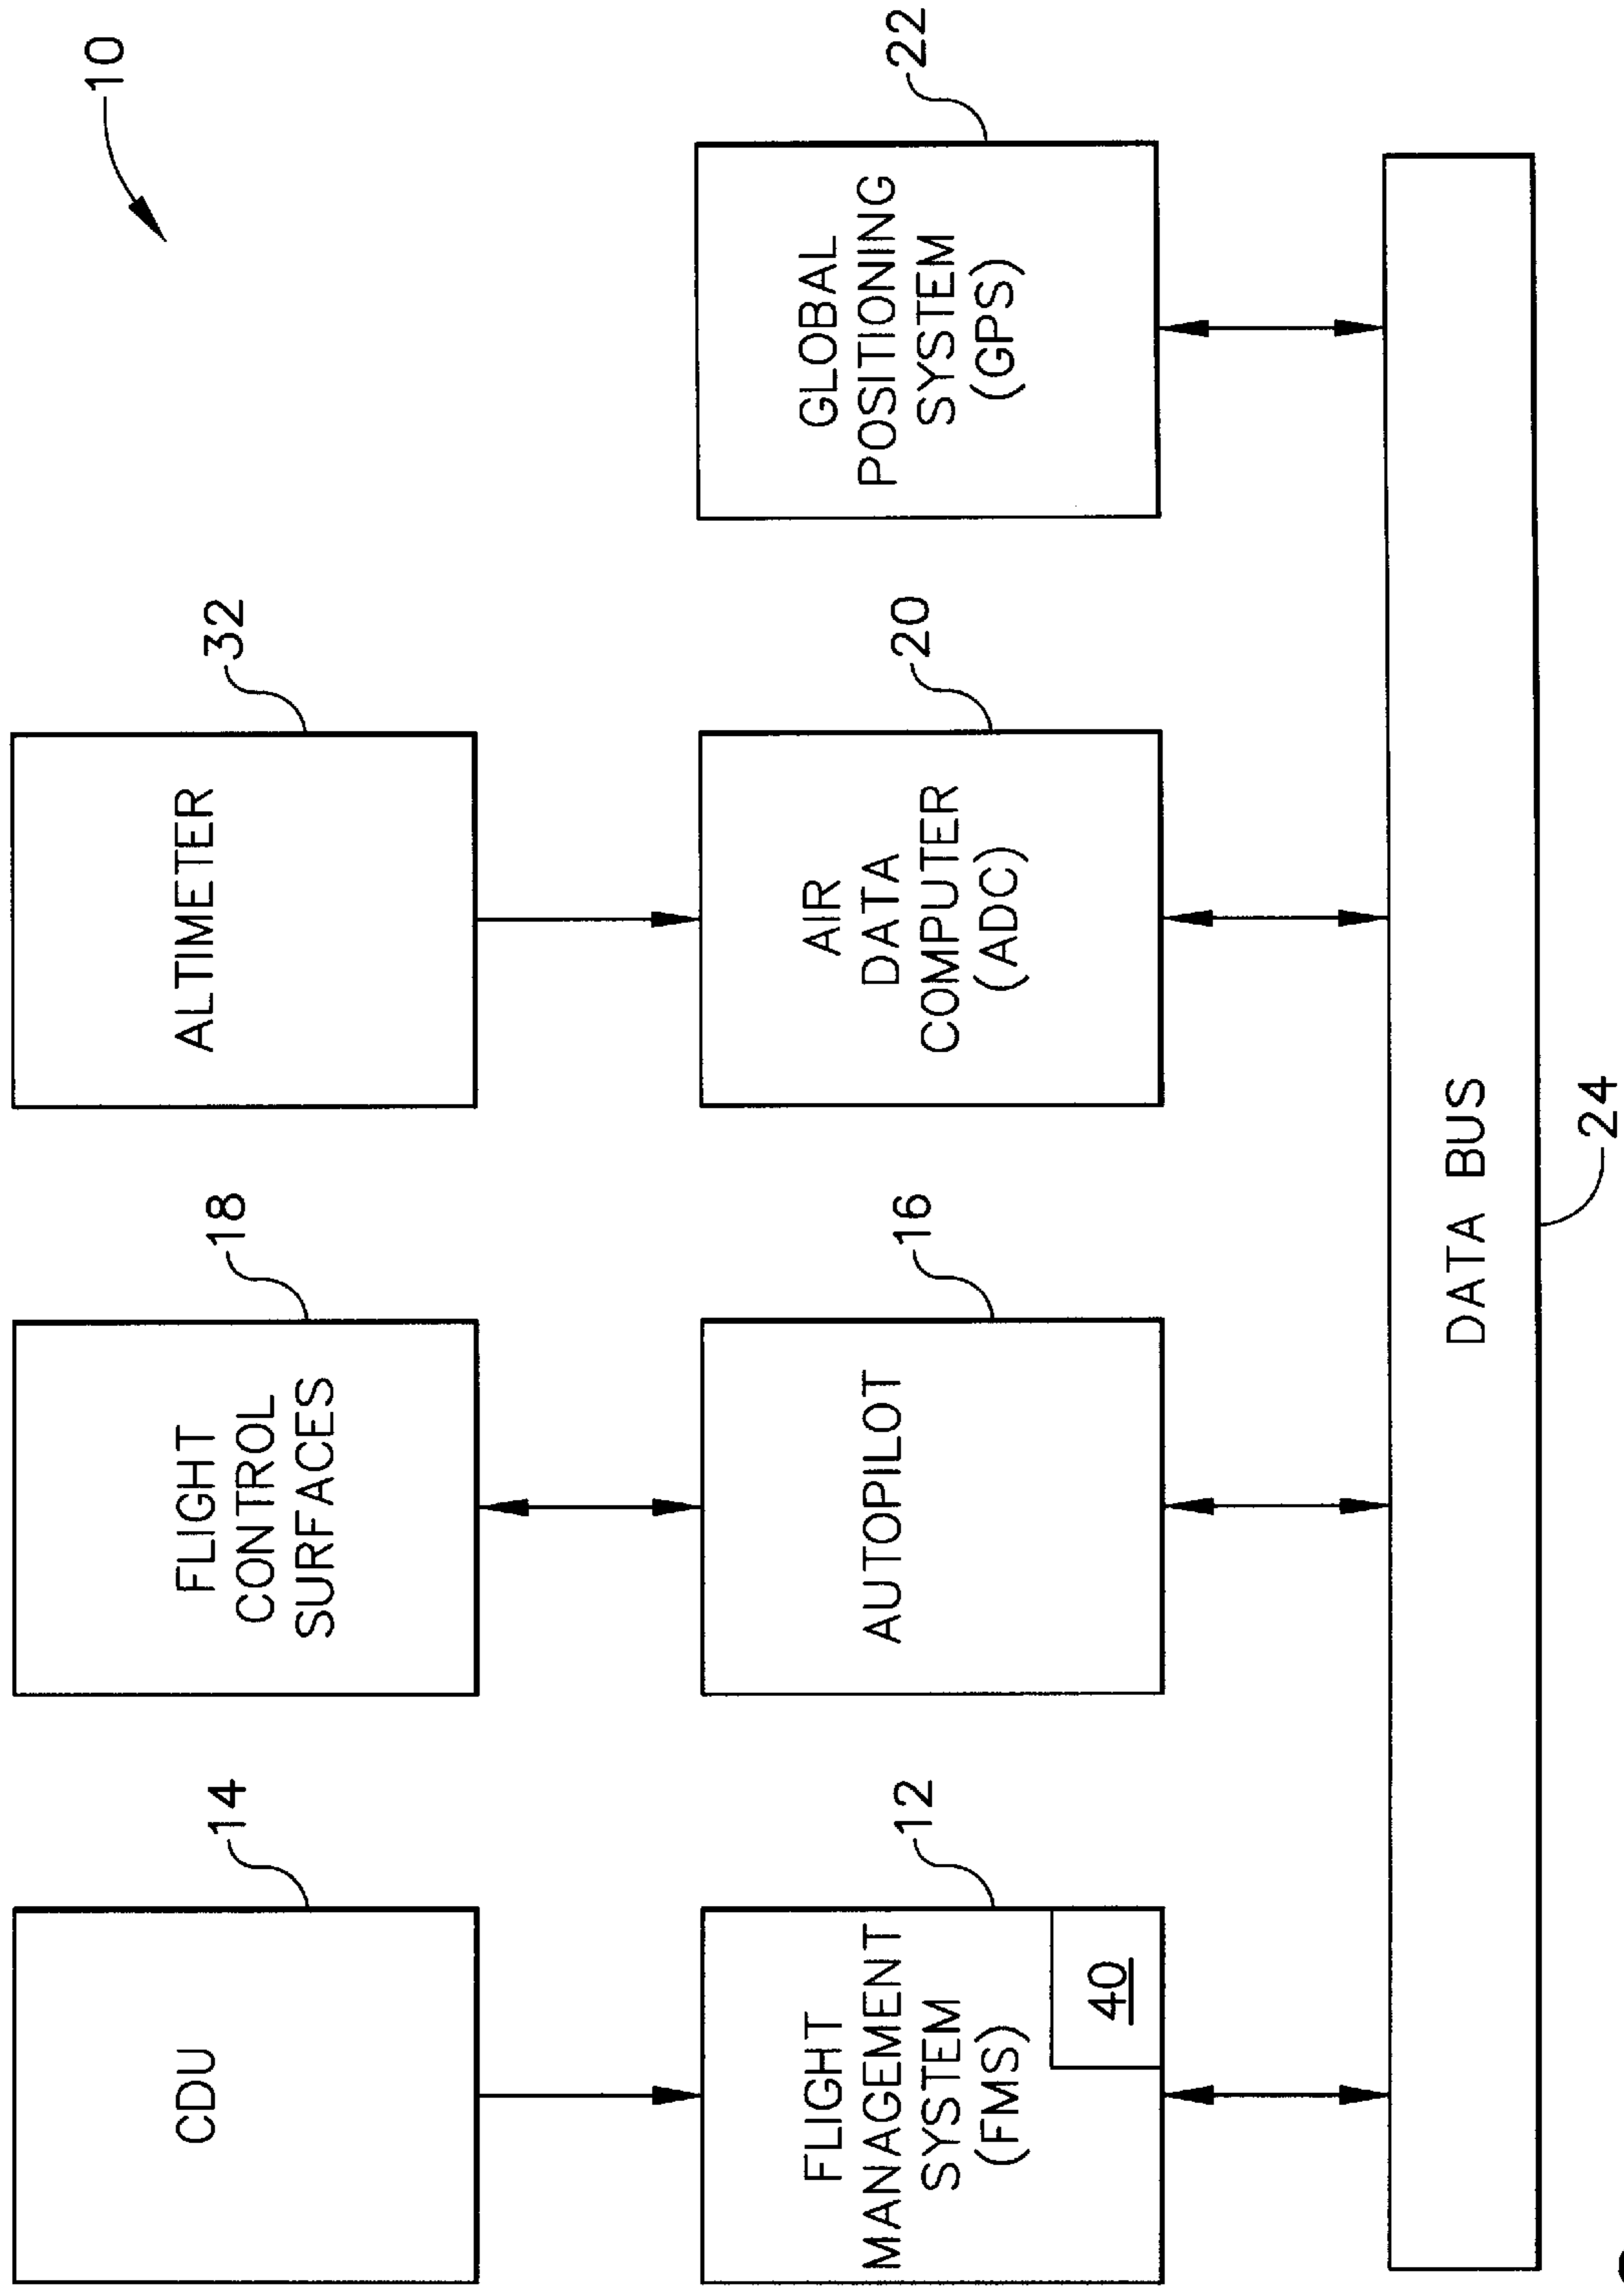 10
CDU
14
FLIGHT
CONTROL
SURFACES
18
ALTIMETER
32
FLIGHT
MANAGEMENT
SYSTEM
(FMS)
12
40
AUTOPILOT
16
AIR
DATA
COMPUTER
(ADC)
20
GLOBAL
POSITIONING
SYSTEM
(GPS)
22
DATA BUS
24